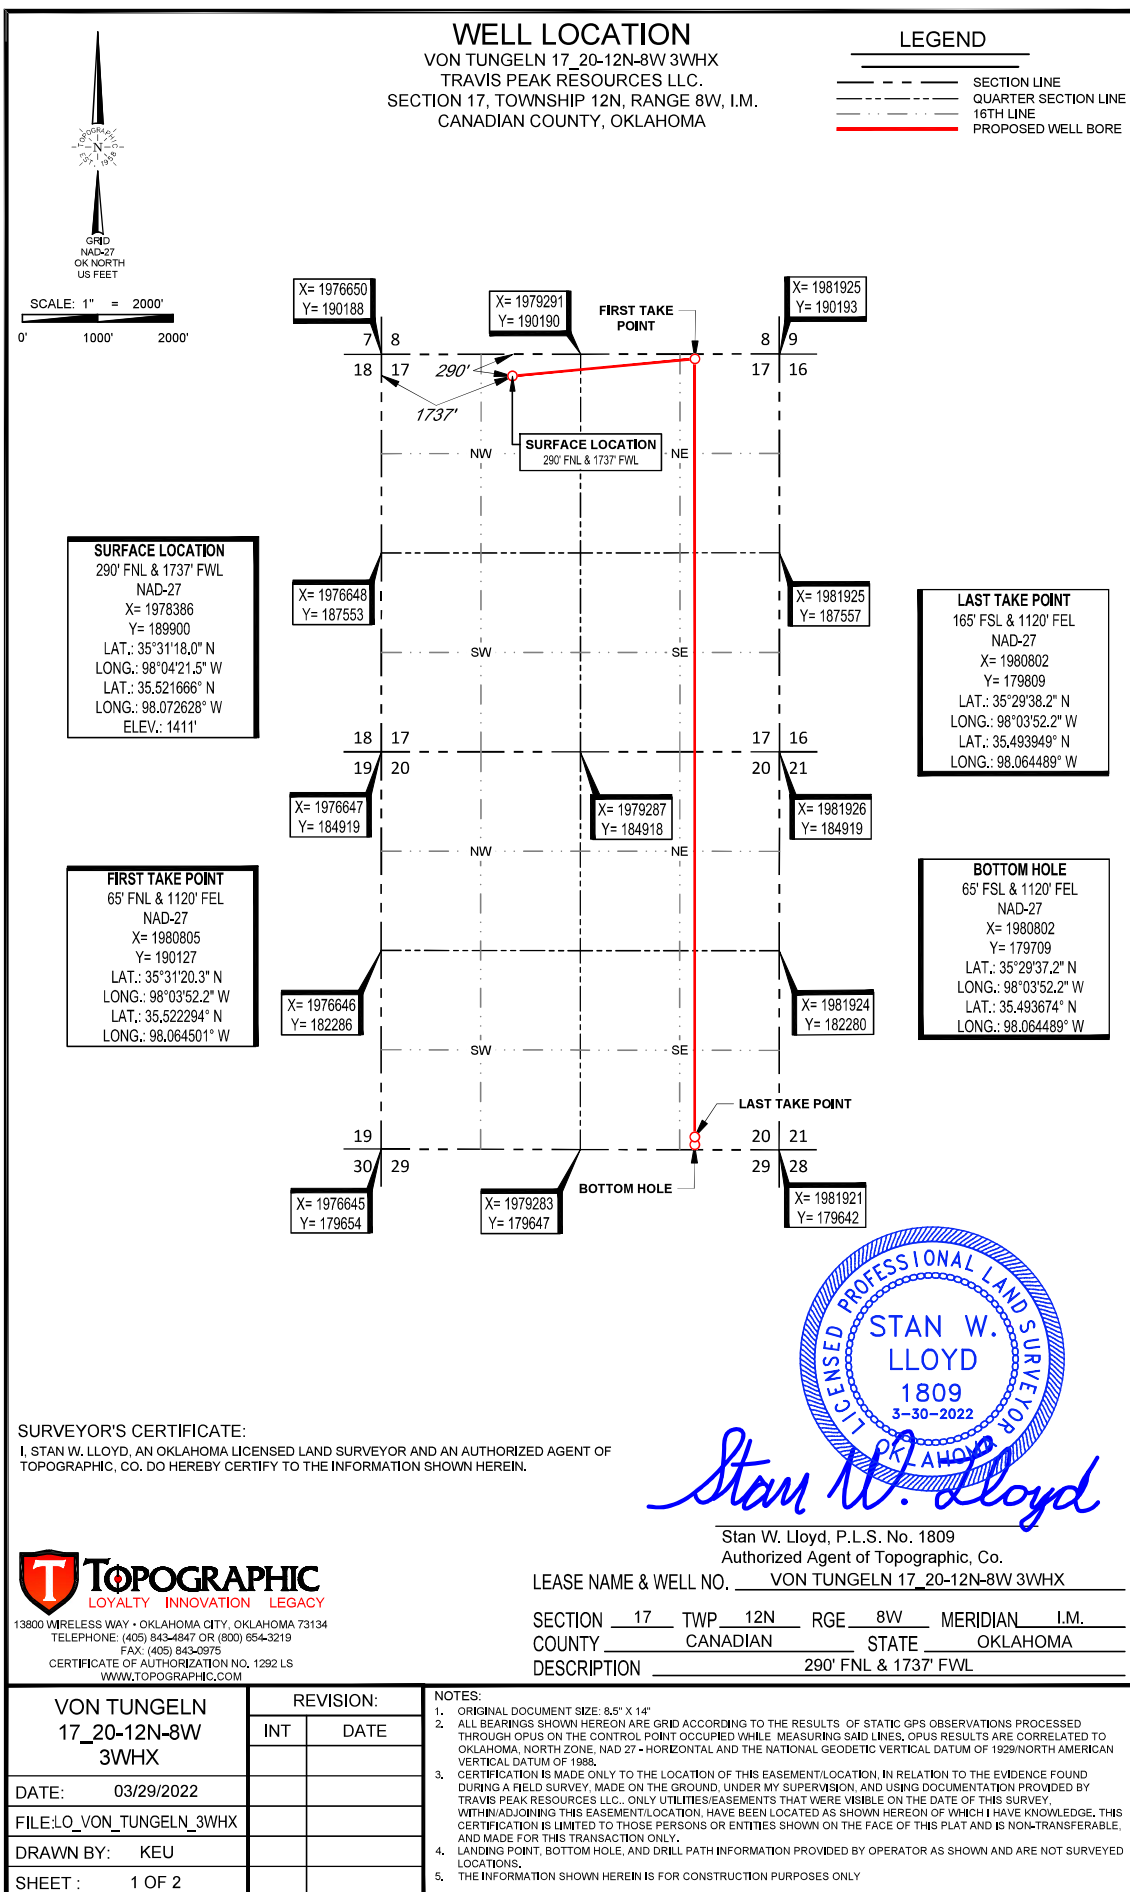 WELL LOCATION
VON TUNGELN 17_20-12N-8W 3WHX
TRAVIS PEAK RESOURCES LLC.
SECTION 17, TOWNSHIP 12N, RANGE 8W, I.M.
CANADIAN COUNTY, OKLAHOMA
LEGEND
SECTION LINE
QUARTER SECTION LINE
16TH LINE
PROPOSED WELL BORE
TOPOGRAPHIC
N
EST. 1958
GRID
NAD-27
OK NORTH
US FEET
SCALE: 1" = 2000'
0' 1000' 2000'
X= 1976650
Y= 190188
X= 1979291
Y= 190190
FIRST TAKE
POINT
X= 1981925
Y= 190193
7 8
18 17
8 9
17 16
290'
1737'
SURFACE LOCATION
290' FNL & 1737' FWL
NW
NE
SURFACE LOCATION
290' FNL & 1737' FWL
NAD-27
X= 1978386
Y= 189900
LAT.: 35°31'18.0" N
LONG.: 98°04'21.5" W
LAT.: 35.521666° N
LONG.: 98.072628° W
ELEV.: 1411'
X= 1976648
Y= 187553
X= 1981925
Y= 187557
LAST TAKE POINT
165' FSL & 1120' FEL
NAD-27
X= 1980802
Y= 179809
LAT.: 35°29'38.2" N
LONG.: 98°03'52.2" W
LAT.: 35.493949° N
LONG.: 98.064489° W
SW
SE
18 17
19 20
17 16
20 21
X= 1976647
Y= 184919
X= 1979287
Y= 184918
X= 1981926
Y= 184919
NW
NE
FIRST TAKE POINT
65' FNL & 1120' FEL
NAD-27
X= 1980805
Y= 190127
LAT.: 35°31'20.3" N
LONG.: 98°03'52.2" W
LAT.: 35.522294° N
LONG.: 98.064501° W
BOTTOM HOLE
65' FSL & 1120' FEL
NAD-27
X= 1980802
Y= 179709
LAT.: 35°29'37.2" N
LONG.: 98°03'52.2" W
LAT.: 35.493674° N
LONG.: 98.064489° W
X= 1976646
Y= 182286
X= 1981924
Y= 182280
SW
SE
LAST TAKE POINT
19
30 29
20 21
29 28
BOTTOM HOLE
X= 1976645
Y= 179654
X= 1979283
Y= 179647
X= 1981921
Y= 179642
LICENSED PROFESSIONAL LAND SURVEYOR
STAN W.
LLOYD
1809
3-30-2022
OKLAHOMA
SURVEYOR'S CERTIFICATE:
I, STAN W. LLOYD, AN OKLAHOMA LICENSED LAND SURVEYOR AND AN AUTHORIZED AGENT OF
TOPOGRAPHIC, CO. DO HEREBY CERTIFY TO THE INFORMATION SHOWN HEREIN.
Stan W. Lloyd
Stan W. Lloyd, P.L.S. No. 1809
Authorized Agent of Topographic, Co.
T TOPOGRAPHIC
LOYALTY INNOVATION LEGACY
13800 WIRELESS WAY • OKLAHOMA CITY, OKLAHOMA 73134
TELEPHONE: (405) 843-4847 OR (800) 654-3219
FAX: (405) 843-0975
CERTIFICATE OF AUTHORIZATION NO. 1292 LS
WWW.TOPOGRAPHIC.COM
LEASE NAME & WELL NO. VON TUNGELN 17_20-12N-8W 3WHX
SECTION 17 TWP 12N RGE 8W MERIDIAN I.M.
COUNTY CANADIAN STATE OKLAHOMA
DESCRIPTION 290' FNL & 1737' FWL
VON TUNGELN
17_20-12N-8W
3WHX
REVISION:
INT DATE
DATE: 03/29/2022
FILE:LO_VON_TUNGELN_3WHX
DRAWN BY: KEU
SHEET : 1 OF 2
NOTES:
1. ORIGINAL DOCUMENT SIZE: 8.5" X 14"
2. ALL BEARINGS SHOWN HEREON ARE GRID ACCORDING TO THE RESULTS OF STATIC GPS OBSERVATIONS PROCESSED
THROUGH OPUS ON THE CONTROL POINT OCCUPIED WHILE MEASURING SAID LINES. OPUS RESULTS ARE CORRELATED TO
OKLAHOMA, NORTH ZONE, NAD 27 - HORIZONTAL AND THE NATIONAL GEODETIC VERTICAL DATUM OF 1929/NORTH AMERICAN
VERTICAL DATUM OF 1988.
3. CERTIFICATION IS MADE ONLY TO THE LOCATION OF THIS EASEMENT/LOCATION, IN RELATION TO THE EVIDENCE FOUND
DURING A FIELD SURVEY, MADE ON THE GROUND, UNDER MY SUPERVISION, AND USING DOCUMENTATION PROVIDED BY
TRAVIS PEAK RESOURCES LLC.. ONLY UTILITIES/EASEMENTS THAT WERE VISIBLE ON THE DATE OF THIS SURVEY,
WITHIN/ADJOINING THIS EASEMENT/LOCATION, HAVE BEEN LOCATED AS SHOWN HEREON OF WHICH I HAVE KNOWLEDGE. THIS
CERTIFICATION IS LIMITED TO THOSE PERSONS OR ENTITIES SHOWN ON THE FACE OF THIS PLAT AND IS NON-TRANSFERABLE,
AND MADE FOR THIS TRANSACTION ONLY.
4. LANDING POINT, BOTTOM HOLE, AND DRILL PATH INFORMATION PROVIDED BY OPERATOR AS SHOWN AND ARE NOT SURVEYED
LOCATIONS.
5. THE INFORMATION SHOWN HEREIN IS FOR CONSTRUCTION PURPOSES ONLY